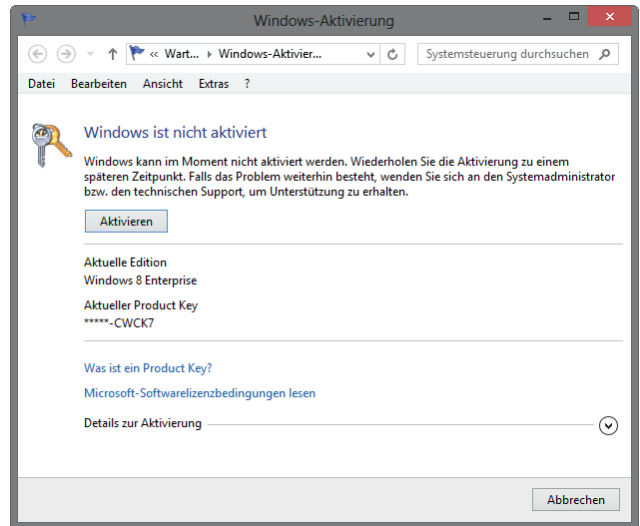 Windows-Aktivierung
« Wart... Windows-Aktivier... Systemsteuerung durchsuchen
Datei Bearbeiten Ansicht Extras ?
Windows ist nicht aktiviert
Windows kann im Moment nicht aktiviert werden. Wiederholen Sie die Aktivierung zu einem
späteren Zeitpunkt. Falls das Problem weiterhin besteht, wenden Sie sich an den Systemadministrator
bzw. den technischen Support, um Unterstützung zu erhalten.
Aktivieren
Aktuelle Edition
Windows 8 Enterprise
Aktueller Product Key
*****-CWCK7
Was ist ein Product Key?
Microsoft-Softwarelizenzbedingungen lesen
Details zur Aktivierung
Abbrechen